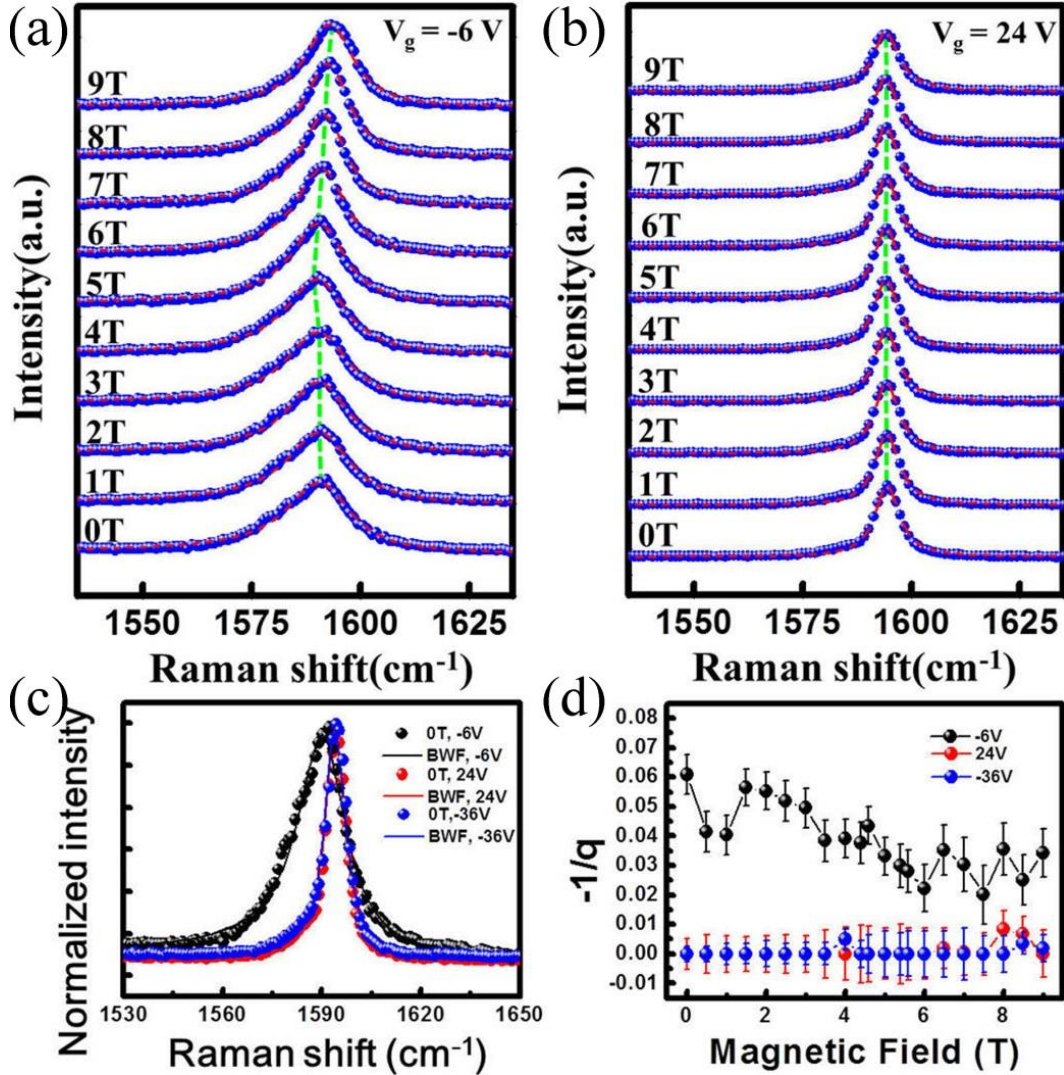 (a)
V_g = -6 V
9T
8T
7T
6T
5T
4T
3T
2T
1T
0T
Intensity(a.u.)
1550 1575 1600 1625
Raman shift(cm⁻¹)
(b)
V_g = 24 V
9T
8T
7T
6T
5T
4T
3T
2T
1T
0T
Intensity(a.u.)
1550 1575 1600 1625
Raman shift(cm⁻¹)
(c)
Normalized intensity
0T, -6V
BWF, -6V
0T, 24V
BWF, 24V
0T,-36V
BWF, -36V
1530 1560 1590 1620 1650
Raman shift (cm⁻¹)
(d)
-1/q
0.08
0.07
0.06
0.05
0.04
0.03
0.02
0.01
0.00
-0.01
-6V
24V
-36V
0 2 4 6 8
Magnetic Field (T)